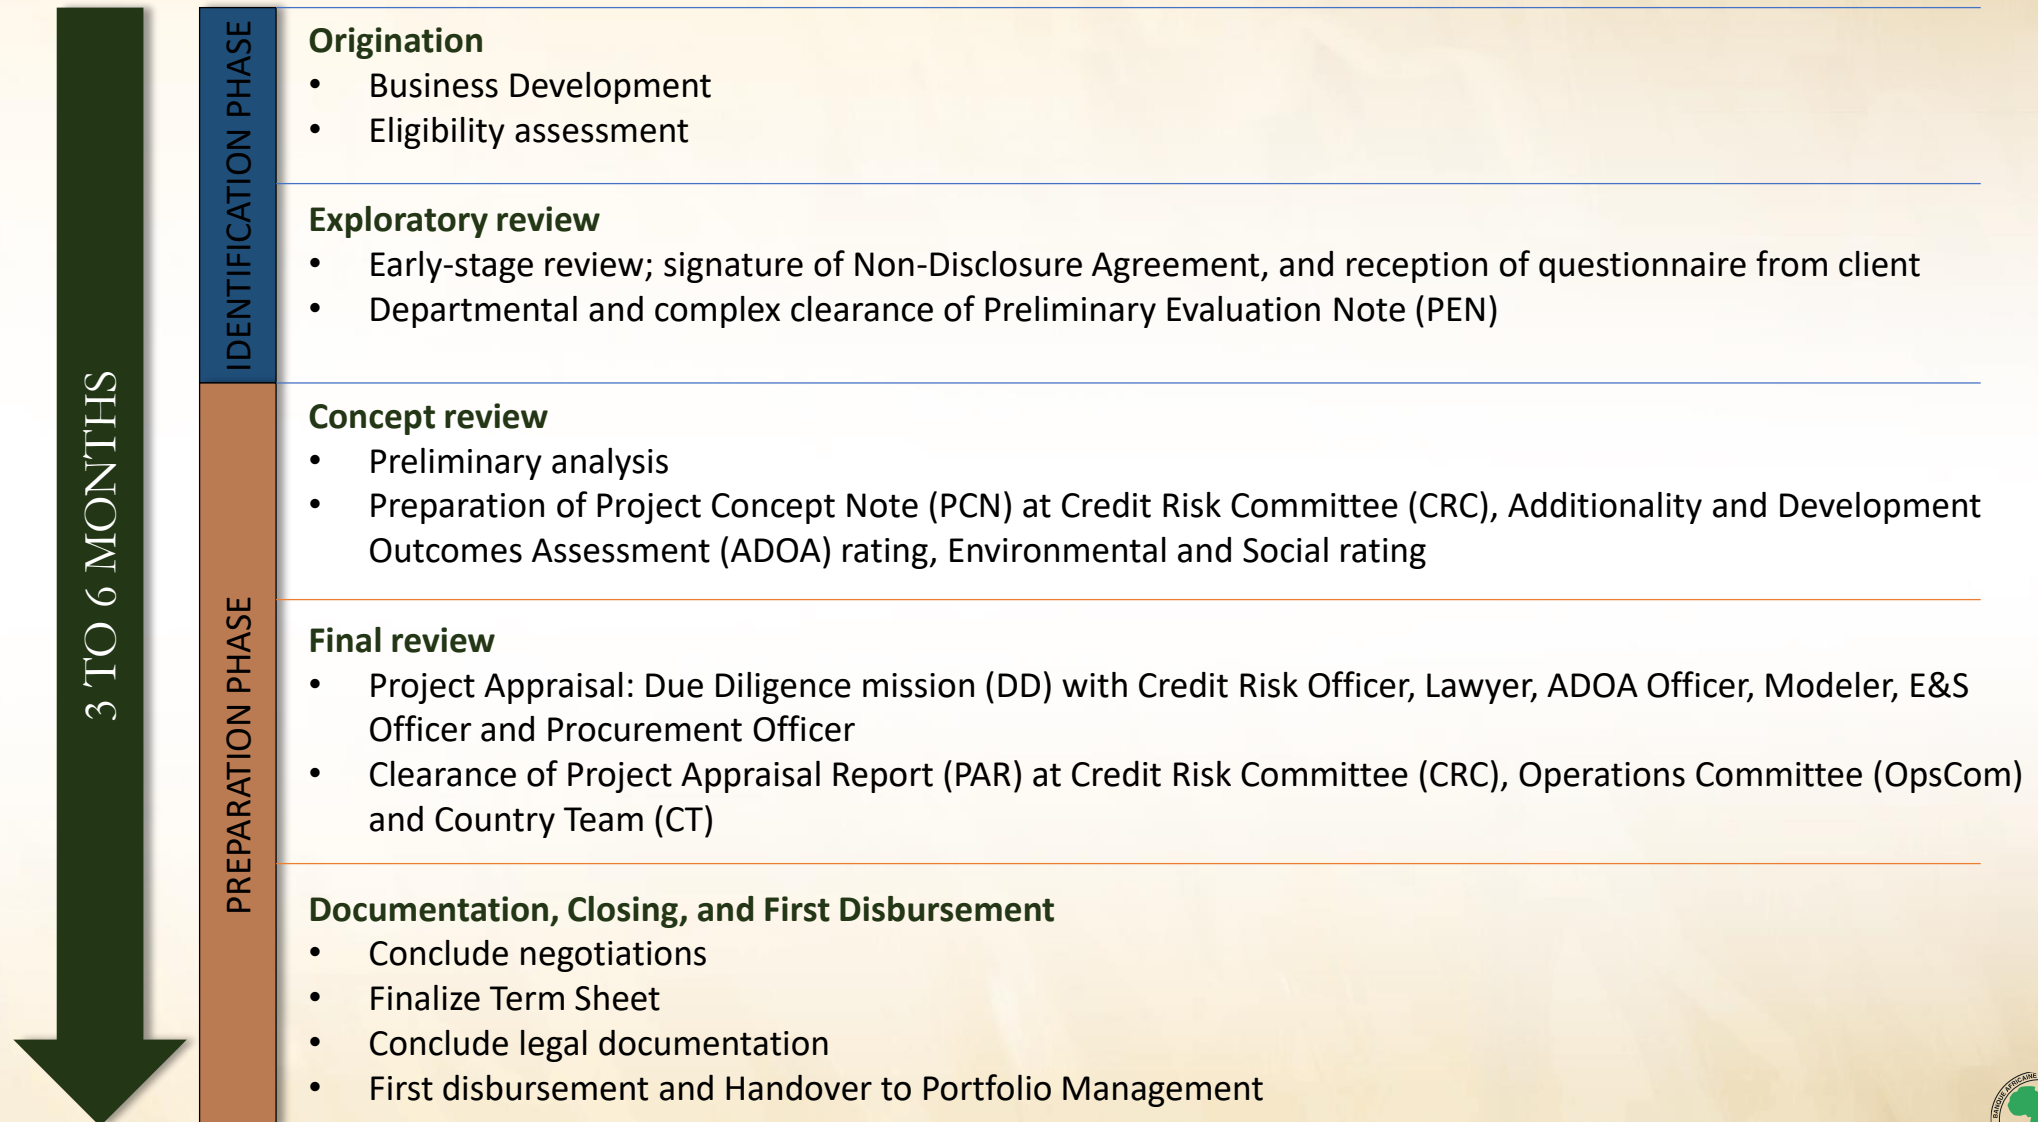 3 TO 6 MONTHS
IDENTIFICATION PHASE
Origination
• Business Development
• Eligibility assessment
Exploratory review
• Early-stage review; signature of Non-Disclosure Agreement, and reception of questionnaire from client
• Departmental and complex clearance of Preliminary Evaluation Note (PEN)
PREPARATION PHASE
Concept review
• Preliminary analysis
• Preparation of Project Concept Note (PCN) at Credit Risk Committee (CRC), Additionality and Development
Outcomes Assessment (ADOA) rating, Environmental and Social rating
Final review
• Project Appraisal: Due Diligence mission (DD) with Credit Risk Officer, Lawyer, ADOA Officer, Modeler, E&S
Officer and Procurement Officer
• Clearance of Project Appraisal Report (PAR) at Credit Risk Committee (CRC), Operations Committee (OpsCom)
and Country Team (CT)
Documentation, Closing, and First Disbursement
• Conclude negotiations
• Finalize Term Sheet
• Conclude legal documentation
• First disbursement and Handover to Portfolio Management
BANQUE AFRICAINE